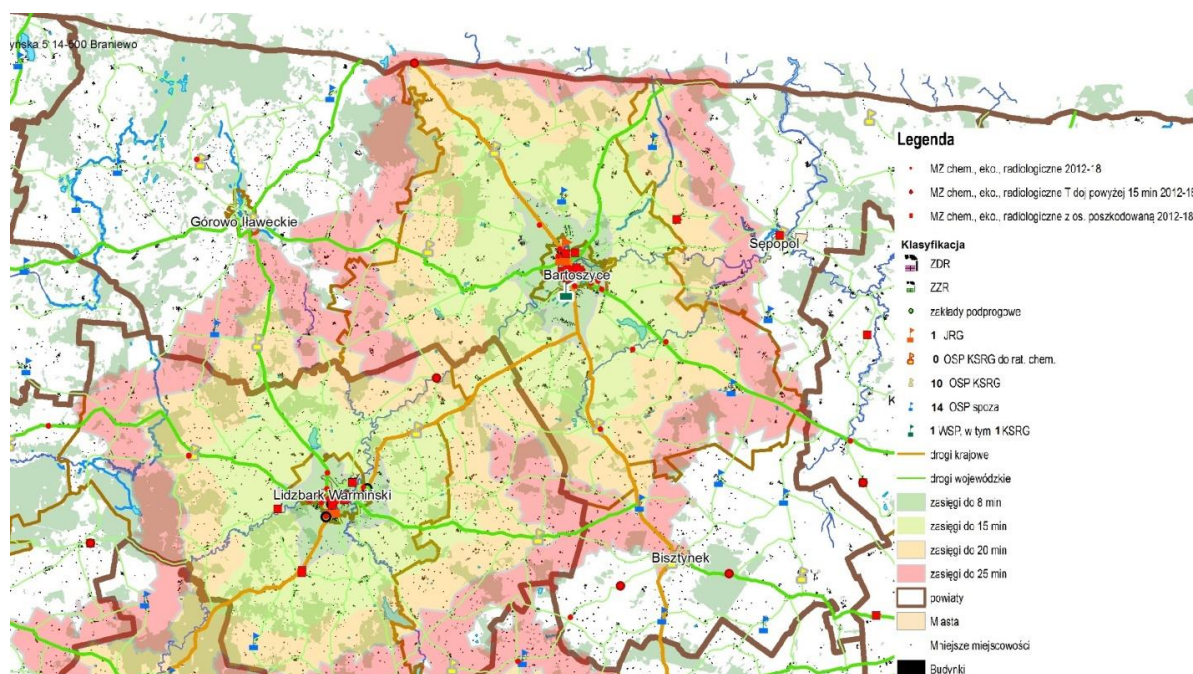 ynska 5 14-500 Braniewo
Górowo Iławeckie
Bartoszyce
Sępopol
Lidzbark Warmiński
Bisztynek
Legenda
MZ chem., eko., radiologiczne 2012-18
MZ chem., eko., radiologiczne T doj powyżej 15 min 2012-18
MZ chem., eko., radiologiczne z os. poszkodowaną 2012-18
Klasyfikacja
ZDR
ZZR
zakłady podprogowe
1 JRG
0 OSP KSRG do rat. chem.
10 OSP KSRG
14 OSP spoza
1 WSP. w tym 1 KSRG
drogi krajowe
drogi wojewódzkie
zasięgi do 8 min
zasięgi do 15 min
zasięgi do 20 min
zasięgi do 25 min
powiaty
Miasta
Mniejsze miejscowości
Budynki